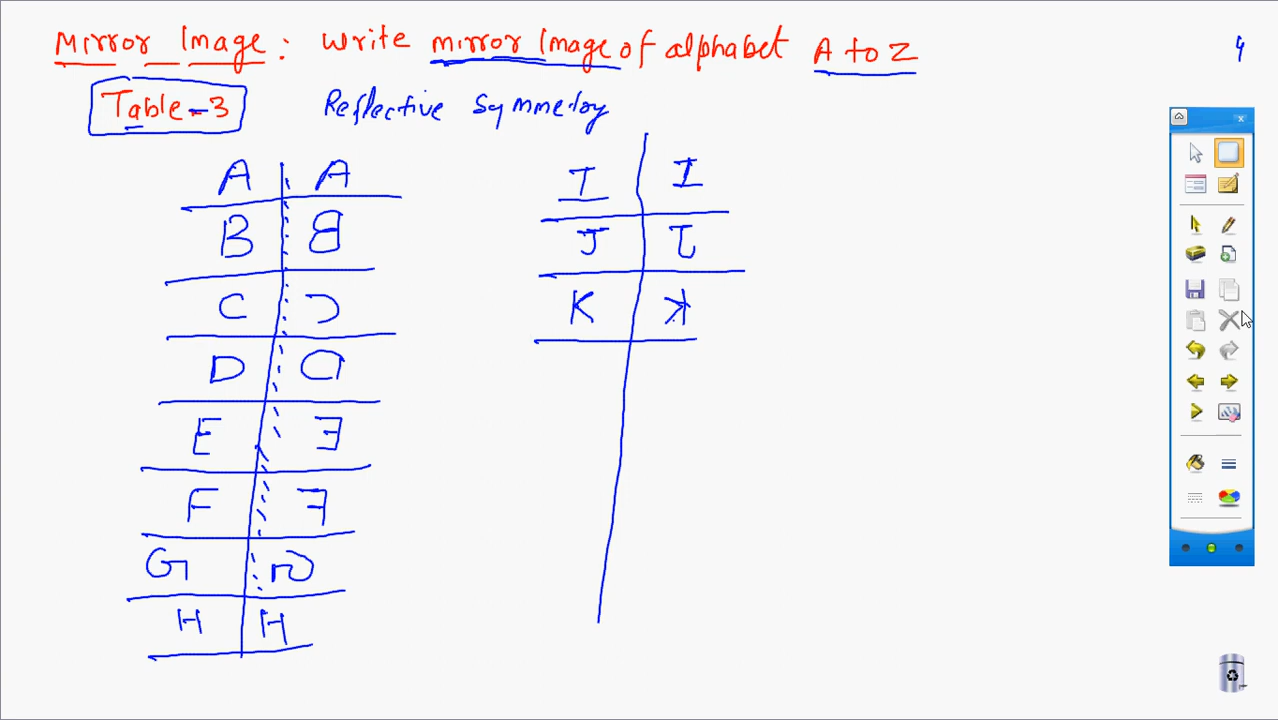 Mirror Image: Write mirror Image of alphabet A to Z
4
Table-3 Reflective Symmetry
A A
B B
C C
D D
E E
F F
G G
H H
I I
J J
K K